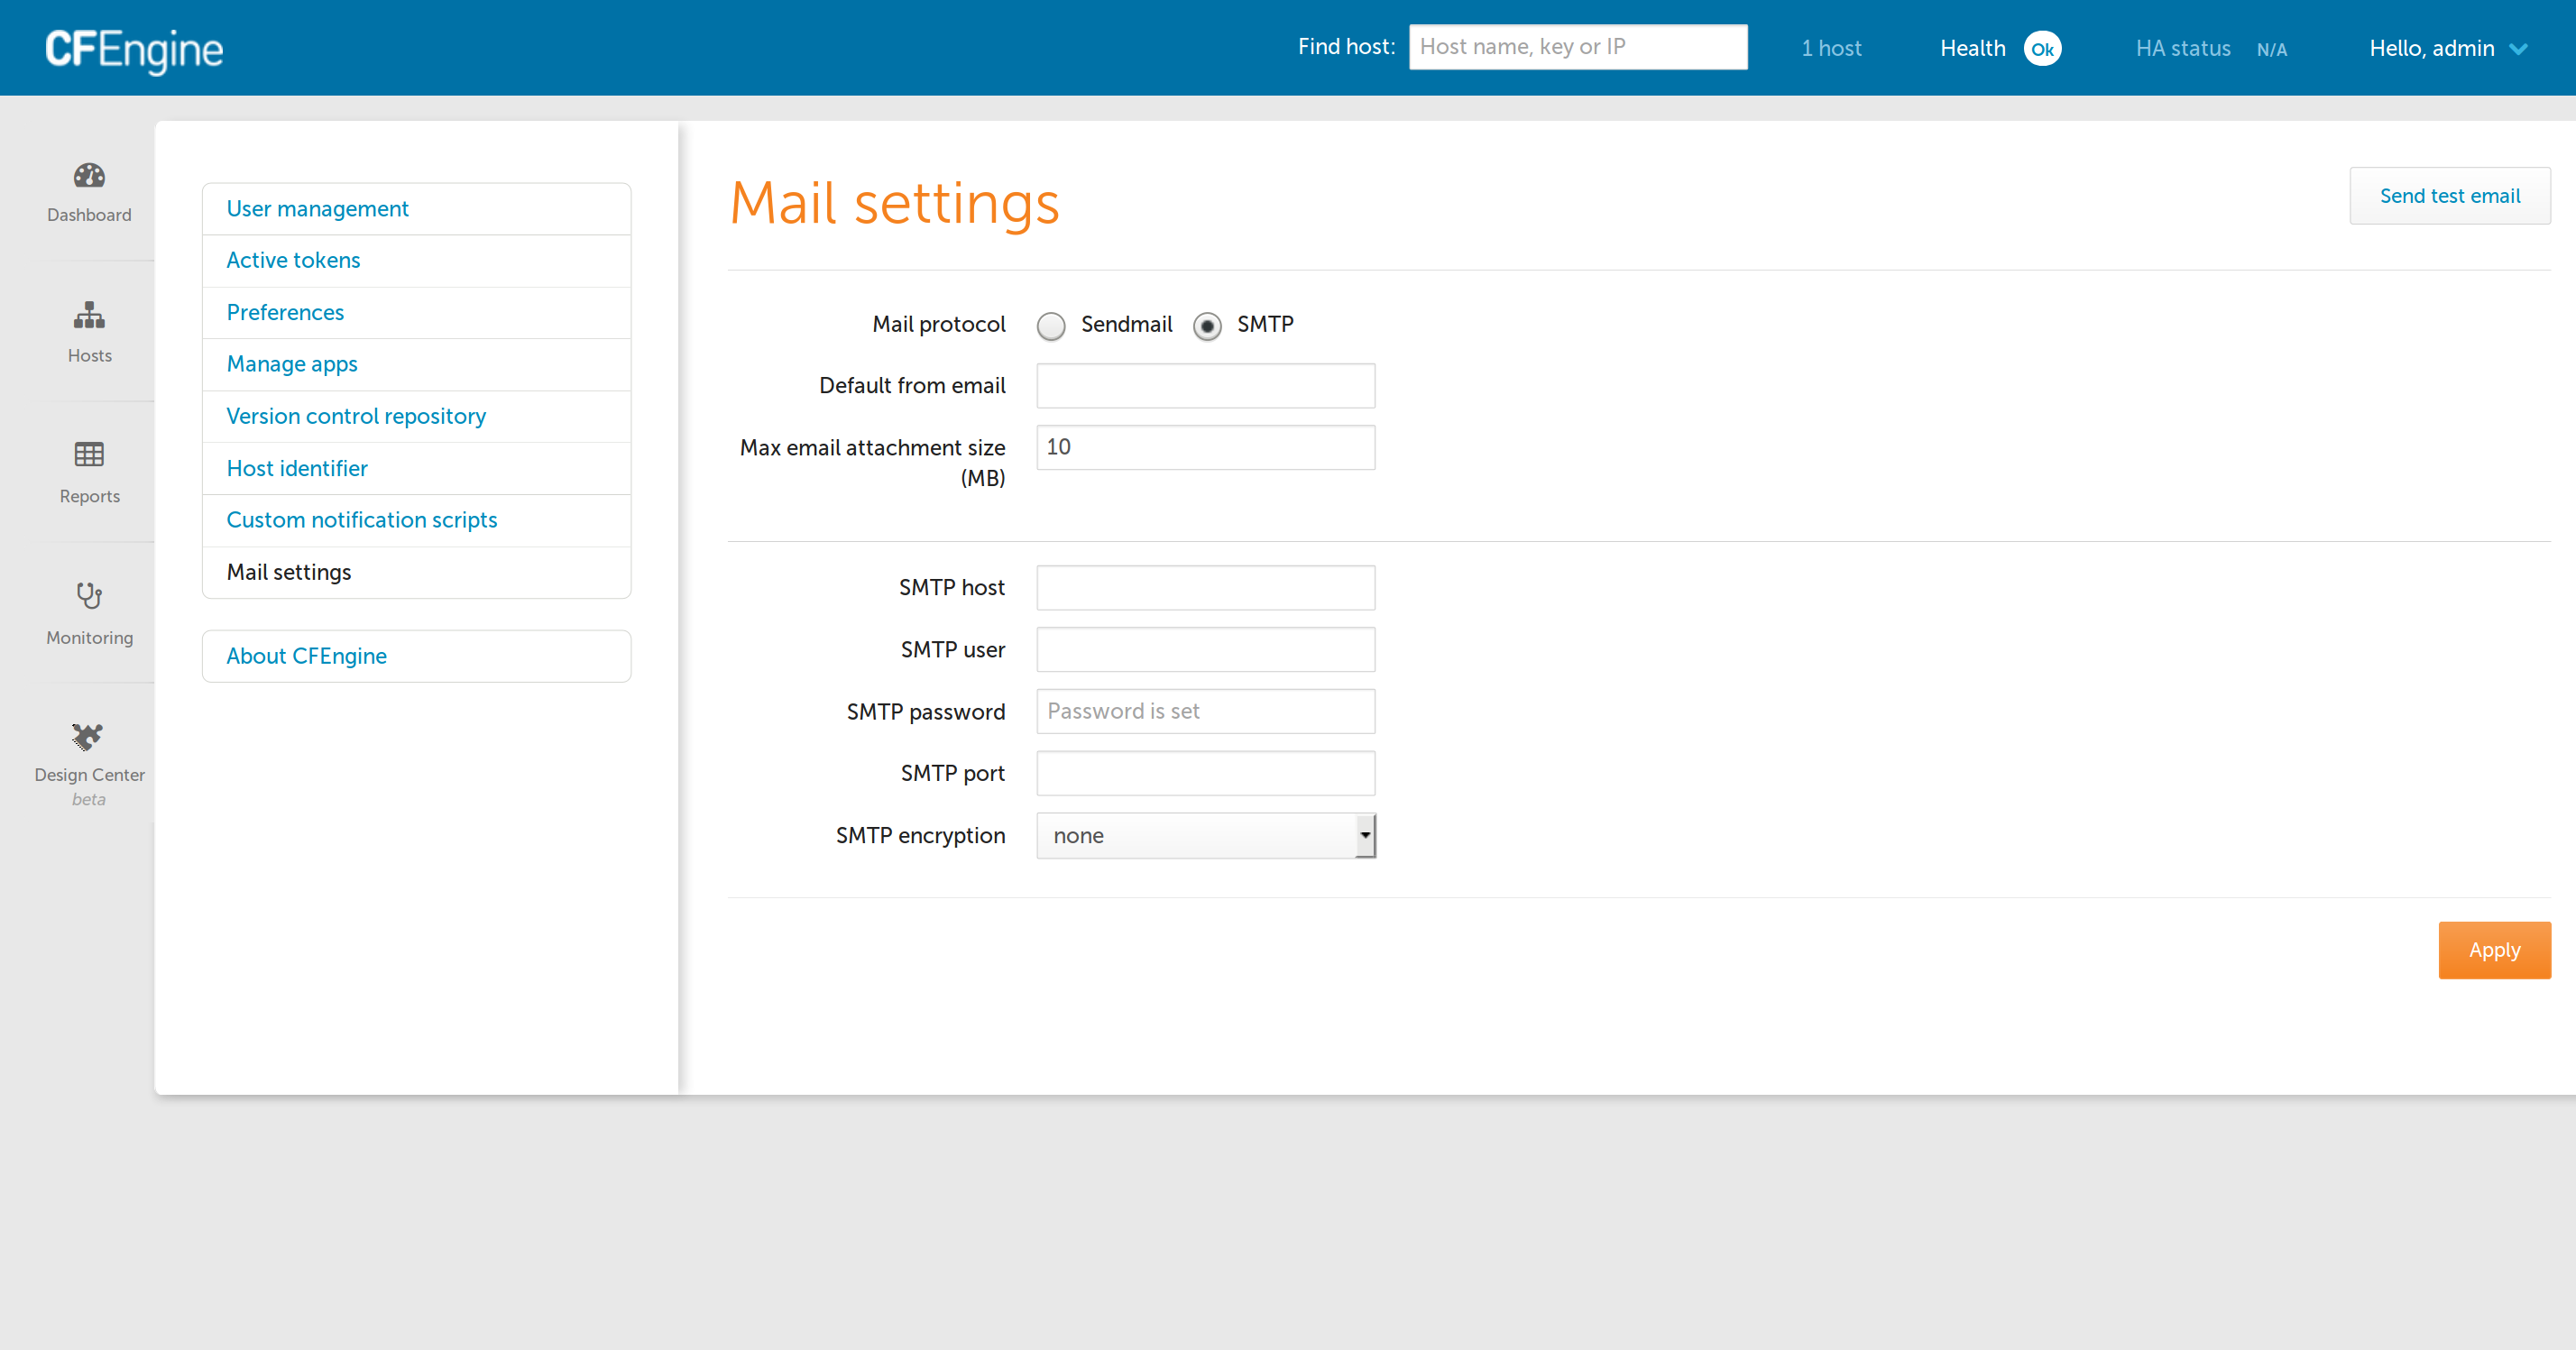 CFEngine
Find host: Host name, key or IP 1 host Health Ok HA status N/A Hello, admin
Dashboard
Hosts
Reports
Monitoring
Design Center
beta
User management
Active tokens
Preferences
Manage apps
Version control repository
Host identifier
Custom notification scripts
Mail settings
About CFEngine
Mail settings
Send test email
Mail protocol Sendmail SMTP
Default from email
Max email attachment size 10
(MB)
SMTP host
SMTP user
SMTP password Password is set
SMTP port
SMTP encryption none
Apply